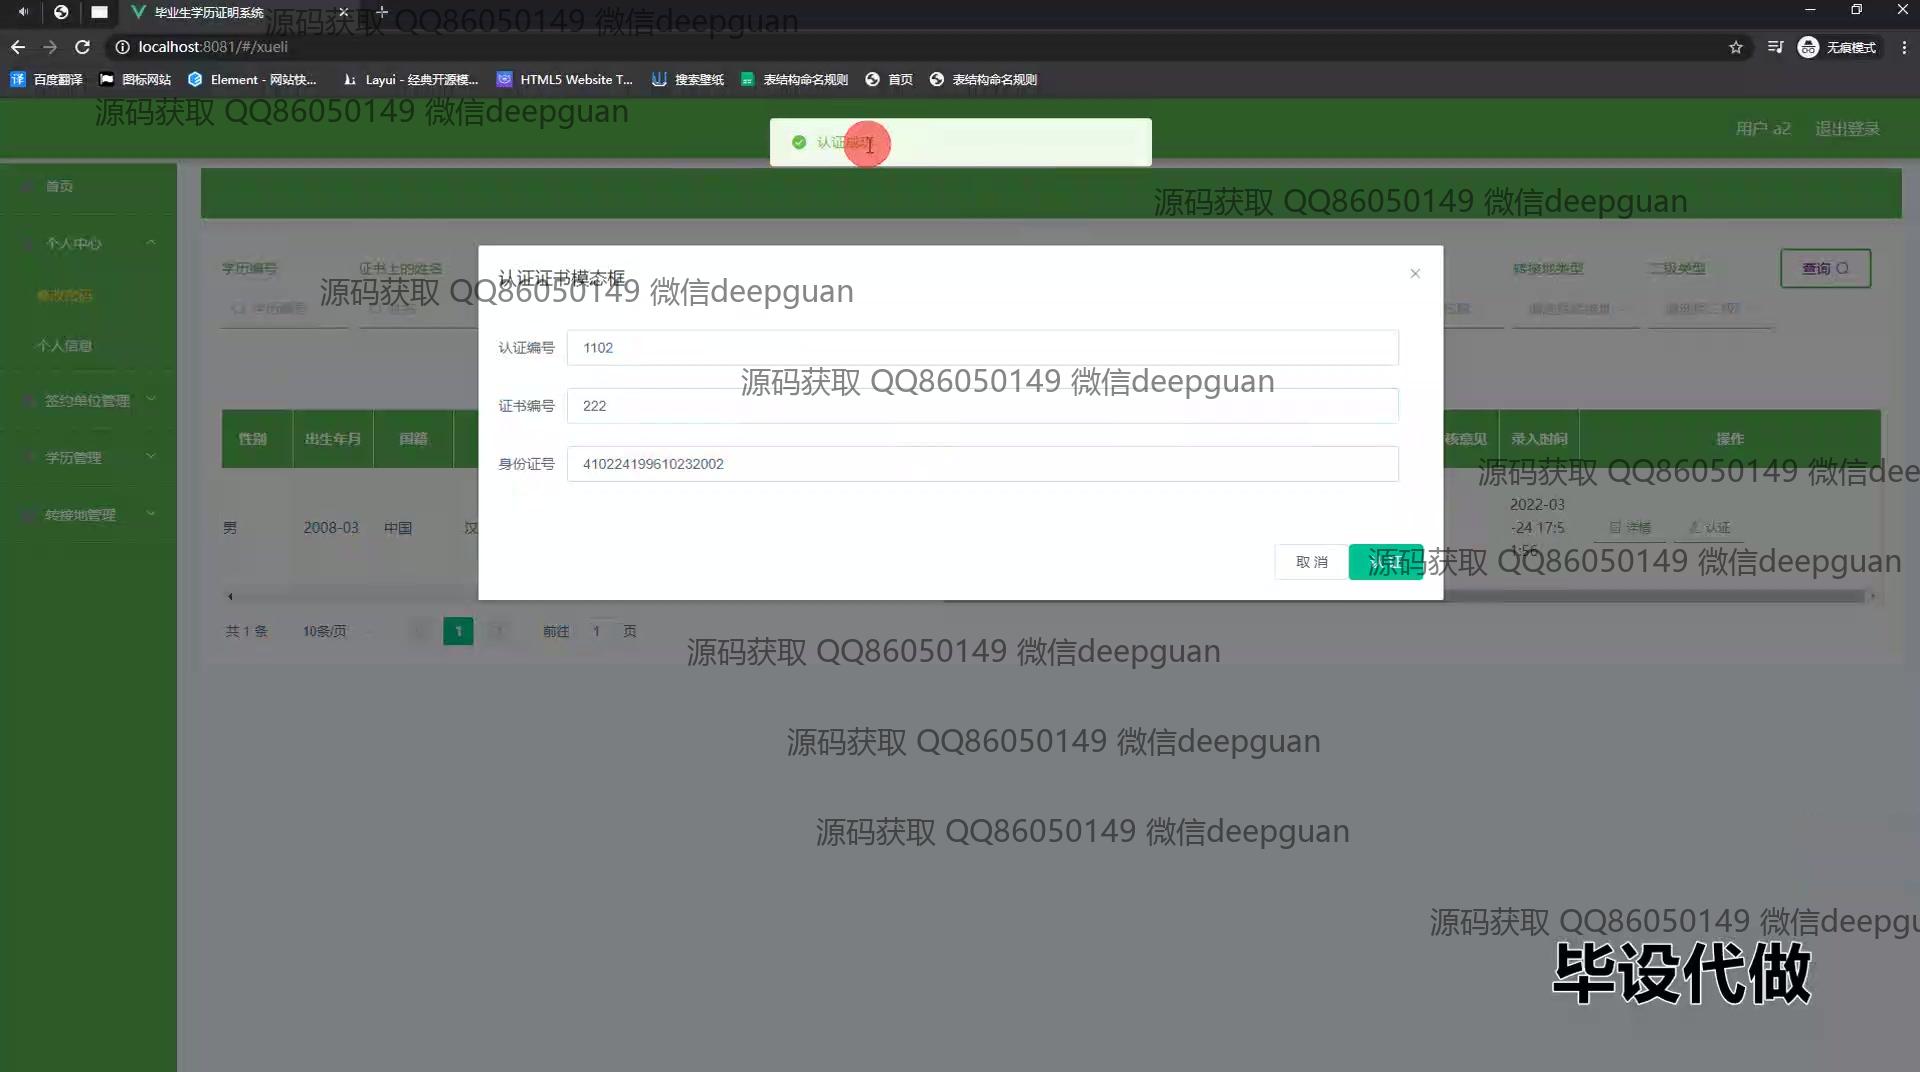 毕业生学历证明系统
localhost:8081/#/xueli
无痕模式
百度翻译 图标网站 Element - 网站快... Layui - 经典开源模... HTML5 Website T... 搜索壁纸 表结构命名规则 首页 表结构命名规则
源码获取 QQ86050149 微信deepguan
源码获取 QQ86050149 微信deepguan
用户 a2 退出登录
认证成功
首页
源码获取 QQ86050149 微信deepguan
个人中心
学历编号 证书上的姓名 转接地类型 二级类型 查询
认证证书模态框
源码获取 QQ86050149 微信deepguan
修改密码
学历编号 姓名
个人信息
认证编号 1102
源码获取 QQ86050149 微信deepguan
签约单位管理
证书编号 222
性别 出生年月 国籍 核意见 录入时间 操作
学历管理
身份证号 410224199610232002
源码获取 QQ86050149 微信dee
转接地管理
男 2008-03 中国 汉
2022-03
-24 17:5
1:56
详情 认证
取 消 认证
源码获取 QQ86050149 微信deepguan
共 1 条 10条/页 1 前往 1 页
源码获取 QQ86050149 微信deepguan
源码获取 QQ86050149 微信deepguan
源码获取 QQ86050149 微信deepguan
源码获取 QQ86050149 微信deepgu
毕设代做